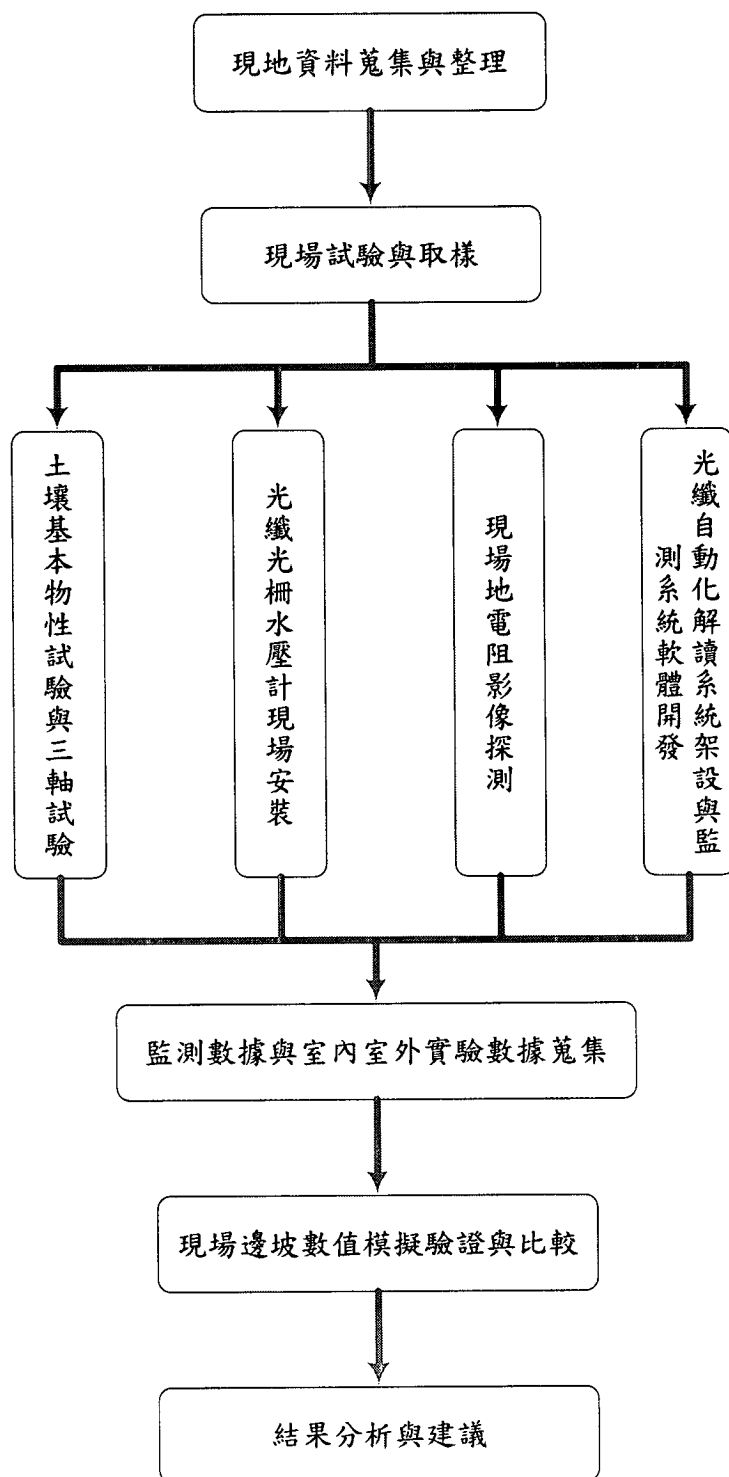 現地資料蒐集與整理
現場試驗與取樣
土壤基本物性試驗與三軸試驗
光纖光柵水壓計現場安裝
現場地電阻影像探測
光纖自動化解讀系統架設與監
測系統軟體開發
監測數據與室內室外實驗數據蒐集
現場邊坡數值模擬驗證與比較
結果分析與建議